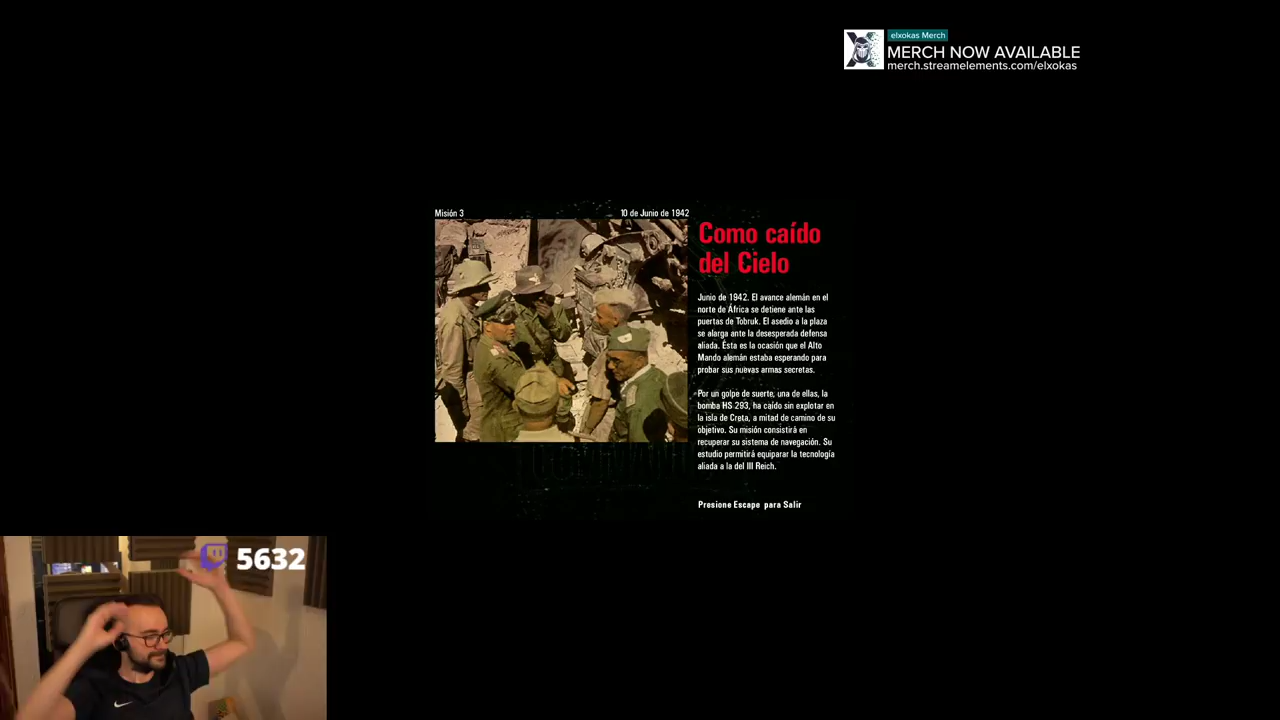 elxokas Merch
MERCH NOW AVAILABLE
merch.streamelements.com/elxokas
Misión 3
10 de Junio de 1942
Como caído
del Cielo
Junio de 1942. El avance alemán en el
norte de África se detiene ante las
puertas de Tobruk. El asedio a la plaza
se alarga ante la desesperada defensa
aliada. Ésta es la ocasión que el Alto
Mando alemán estaba esperando para
probar sus nuevas armas secretas.
Por un golpe de suerte, una de ellas, la
bomba HS 293, ha caído sin explotar en
la isla de Creta, a mitad de camino de su
objetivo. Su misión consistirá en
recuperar su sistema de navegación. Su
estudio permitirá equiparar la tecnología
aliada a la del III Reich.
Presione Escape para Salir
5632